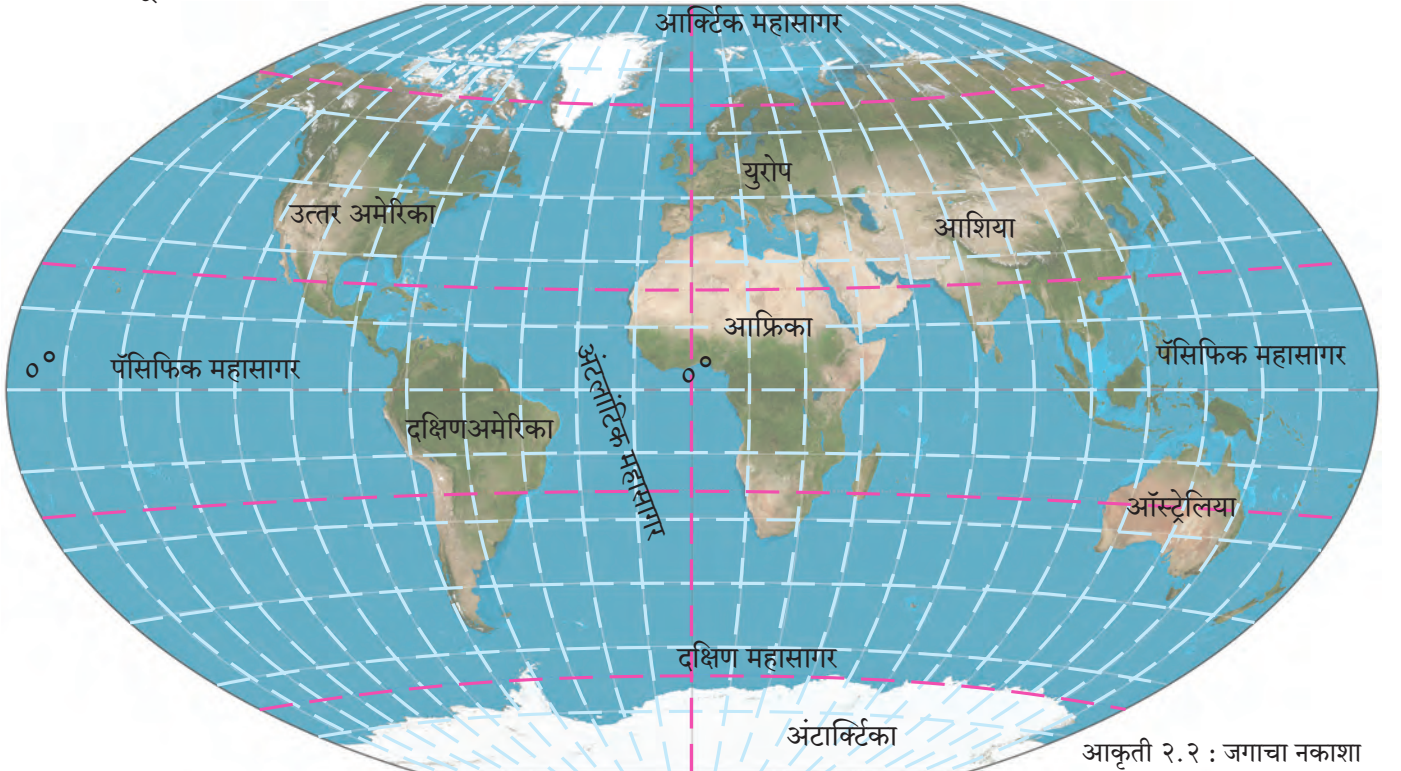 आर्क्टिक महासागर
युरोप
उत्तर अमेरिका
आशिया
आफ्रिका
०°
पॅसिफिक महासागर
०°
पॅसिफिक महासागर
अंटलांटिक महासागर
दक्षिणअमेरिका
ऑस्ट्रेलिया
दक्षिण महासागर
अंटार्क्टिका
आकृती २.२ : जगाचा नकाशा